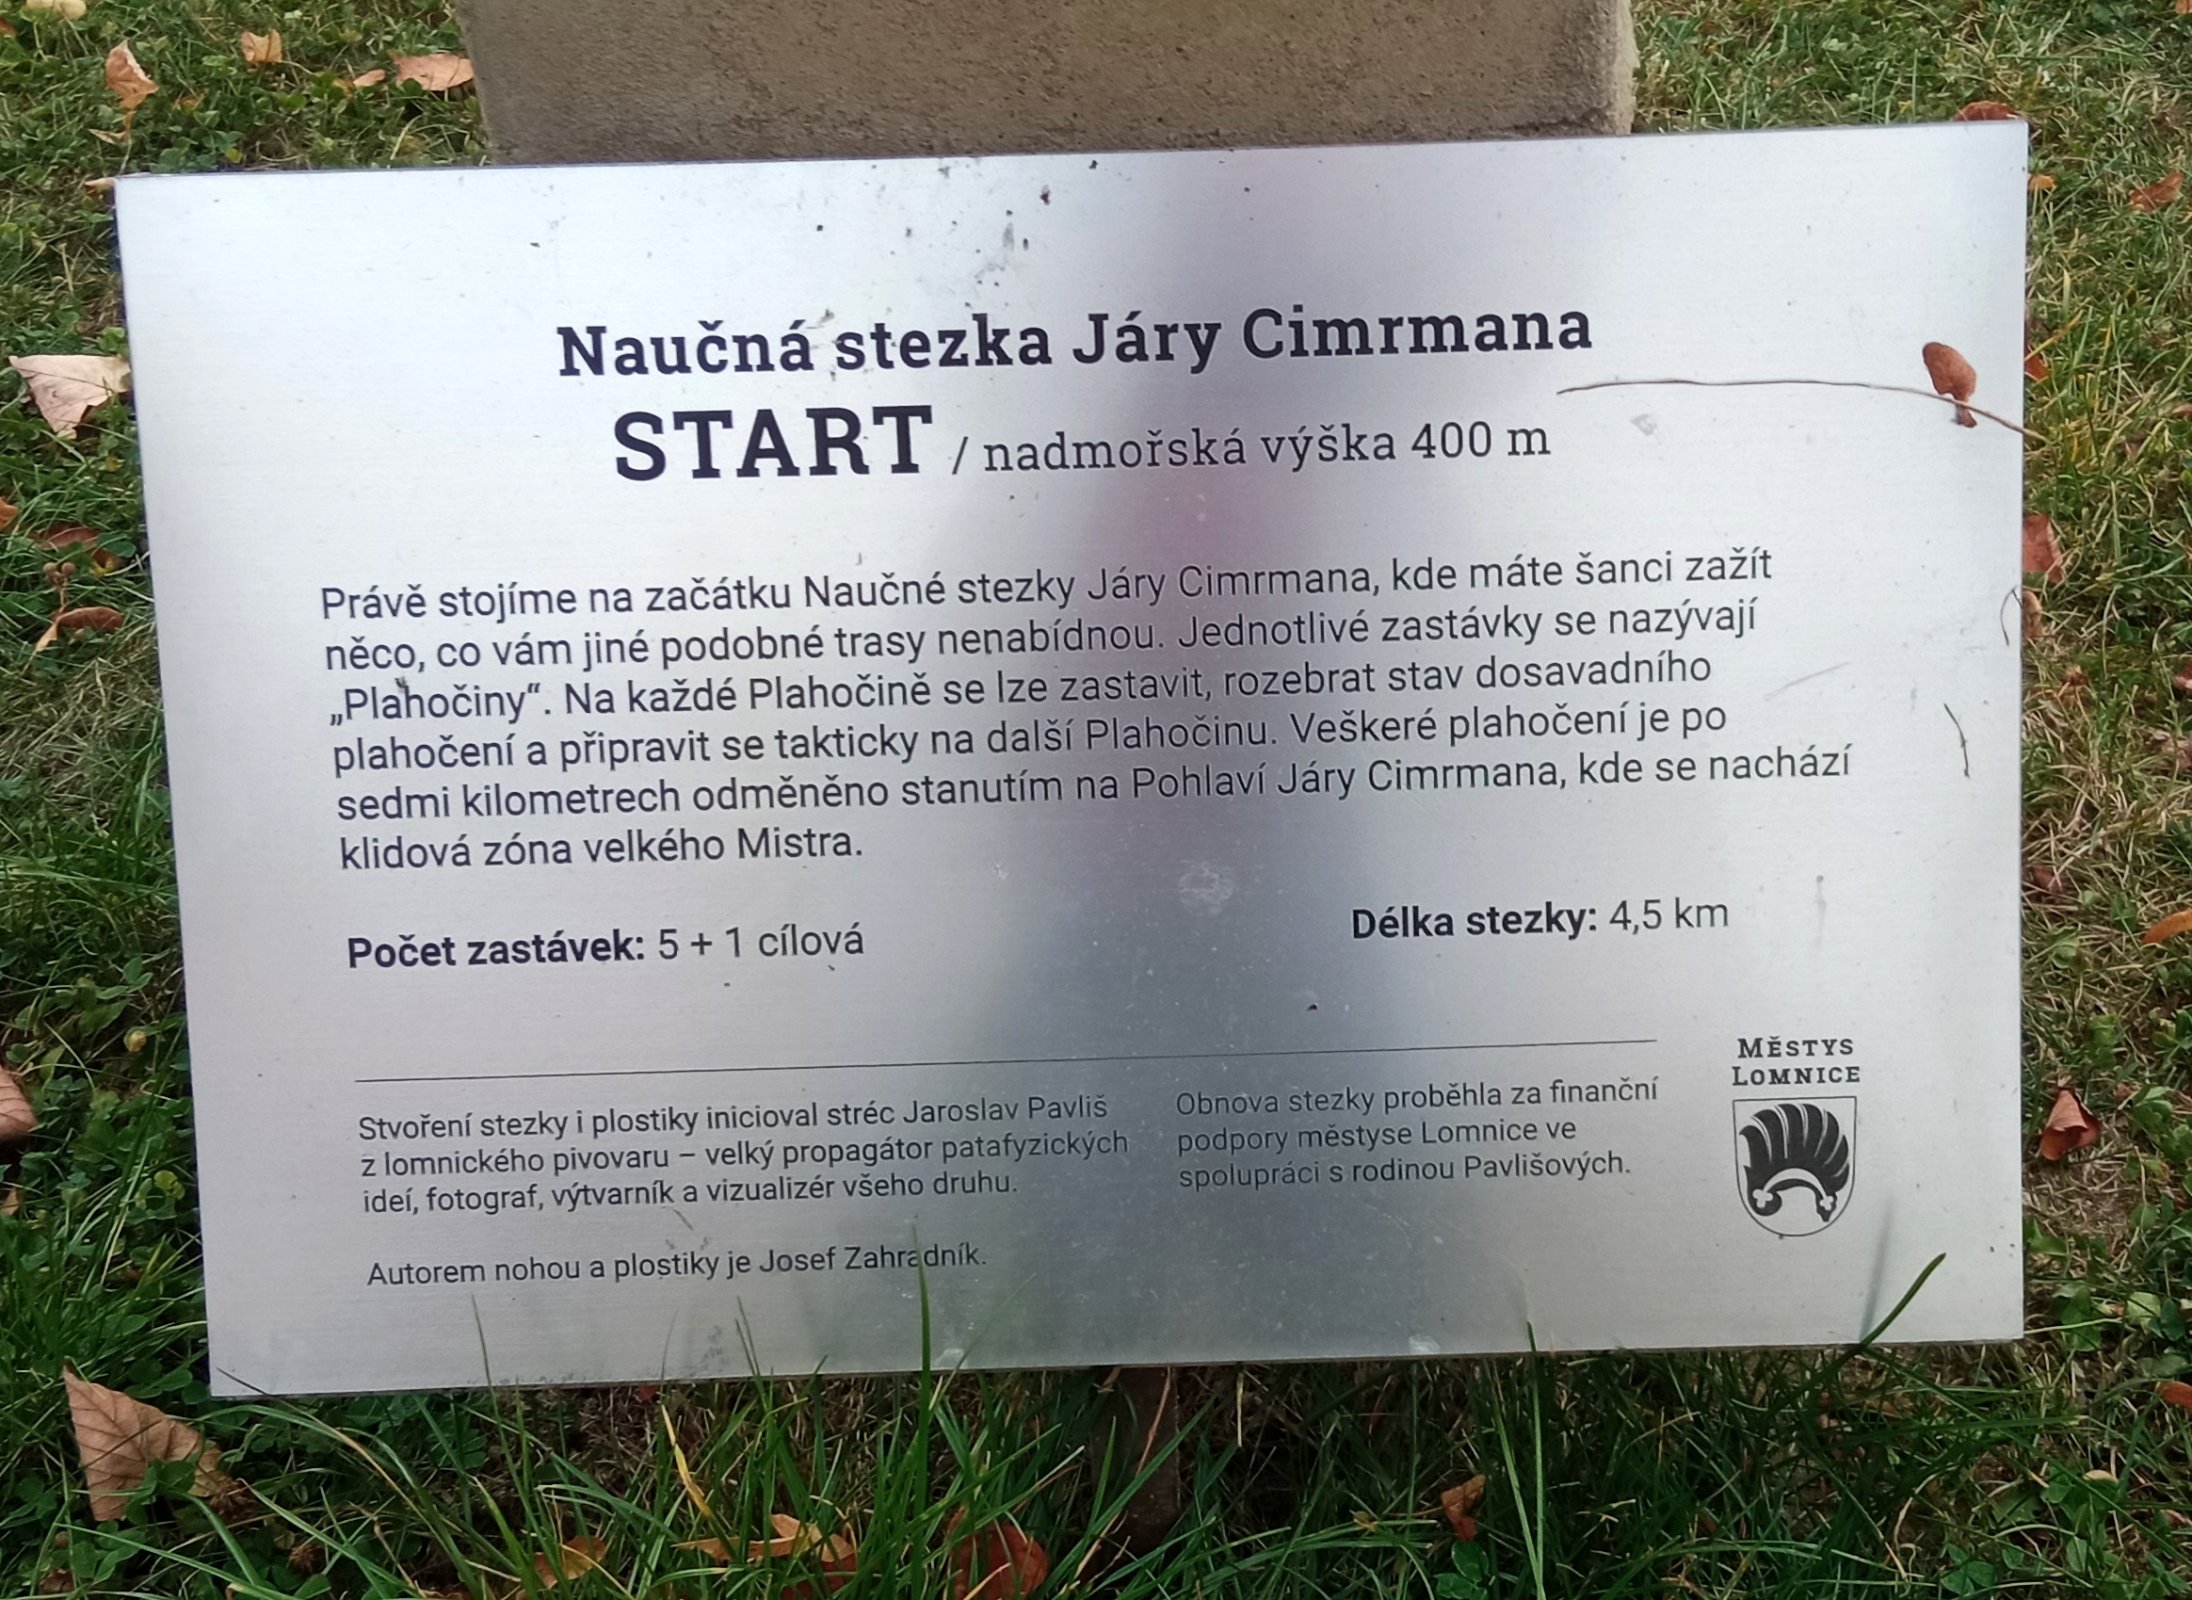 Naučná stezka Járy Cimrmana
START / nadmořská výška 400 m
Právě stojíme na začátku Naučné stezky Járy Cimrmana, kde máte šanci zažít
něco, co vám jiné podobné trasy nenabídnou. Jednotlivé zastávky se nazývají
„Plahočiny“. Na každé Plahočině se lze zastavit, rozebrat stav dosavadního
plahočení a připravit se takticky na další Plahočinu. Veškeré plahočení je po
sedmi kilometrech odměněno stanutím na Pohlaví Járy Cimrmana, kde se nachází
klidová zóna velkého Mistra.
Počet zastávek: 5 + 1 cílová
Délka stezky: 4,5 km
Stvoření stezky i plostiky inicioval stréc Jaroslav Pavliš
z lomnického pivovaru – velký propagátor patafyzických
ideí, fotograf, výtvarník a vizualizér všeho druhu.
Autorem nohou a plostiky je Josef Zahradník.
Obnova stezky proběhla za finanční
podpory městyse Lomnice ve
spolupráci s rodinou Pavlišových.
MĚSTYS
LOMNICE